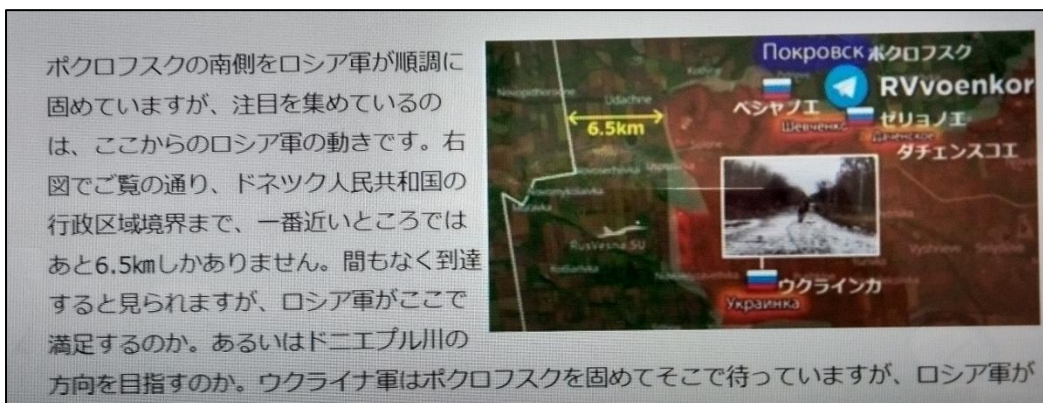 ポクロフスクの南側をロシア軍が順調に
固めていますが、注目を集めているの
は、ここからのロシア軍の動きです。右
図でご覧の通り、ドネツク人民共和国の
行政区域境界まで、一番近いところでは
あと6.5kmしかありません。間もなく到達
すると見られますが、ロシア軍がここで
満足するのか。あるいはドニエプル川の
方向を目指すのか。ウクライナ軍はポクロフスクを固めてそこで待っていますが、ロシア軍が
Покровск ポクロフスク
RVvoenkor
ペシャノエ
Шевченко
ゼリョノエ
Даченское
ダチェンスコエ
Udachne
6.5km
RusVesna.SU
ウクラインカ
Украинка